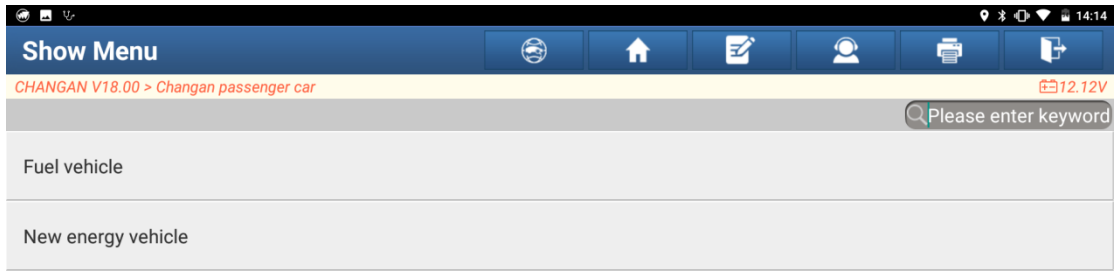 14:14
Show Menu
CHANGAN V18.00 > Changan passenger car
12.12V
Please enter keyword
Fuel vehicle
New energy vehicle